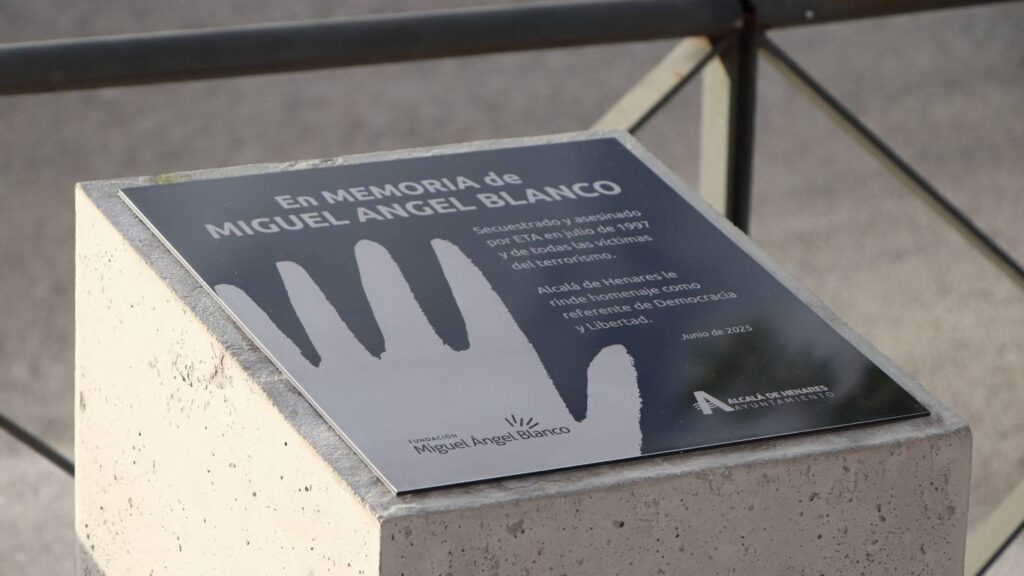 En MEMORIA de
MIGUEL ANGEL BLANCO
Secuestrado y asesinado
por ETA en julio de 1997
y de todas las víctimas
del terrorismo.
Alcalá de Henares le
rinde homenaje como
referente de Democracia
y Libertad.
Junio de 2025
FUNDACIÓN
Miguel Ángel Blanco
ALCALÁ DE HENARES
AYUNTAMIENTO